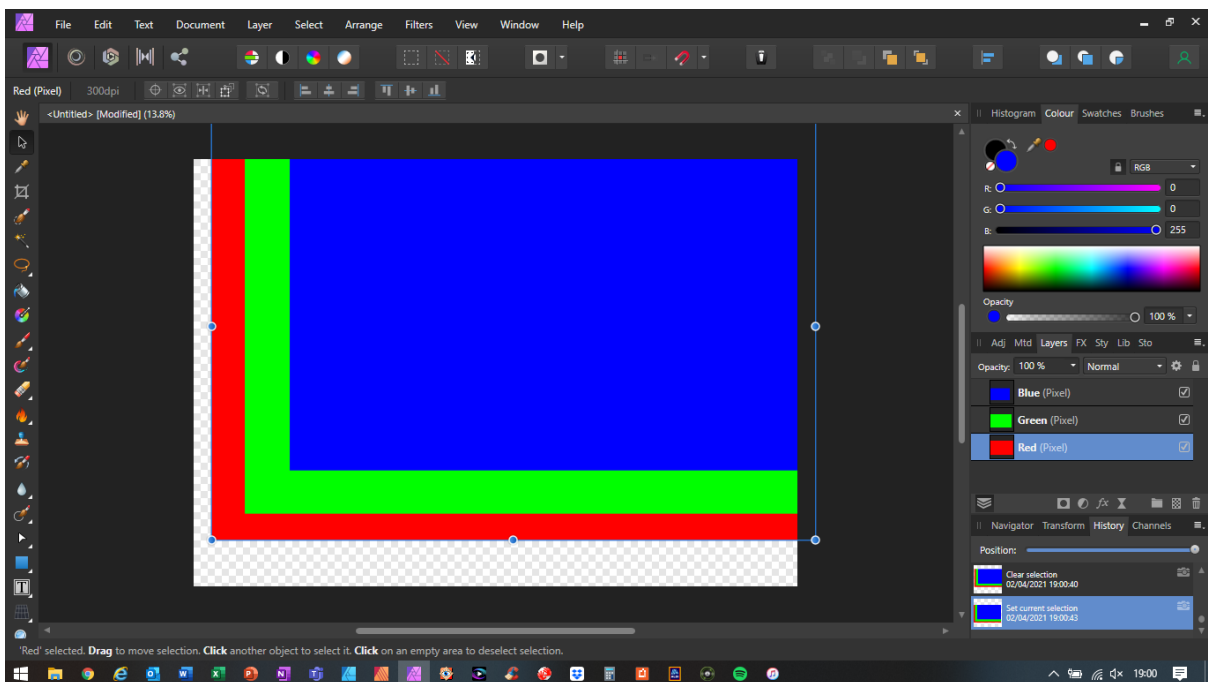 File Edit Text Document Layer Select Arrange Filters View Window Help
Red (Pixel) 300dpi
<Untitled> [Modified] (13.8%)
Histogram Colour Swatches Brushes
RGB
R: 0
G: 0
B: 255
Opacity
100 %
Adj Mtd Layers FX Sty Lib Sto
Opacity: 100 % Normal
Blue (Pixel)
Green (Pixel)
Red (Pixel)
Navigator Transform History Channels
Position:
Clear selection
02/04/2021 19:00:40
Set current selection
02/04/2021 19:00:43
'Red' selected. Drag to move selection. Click another object to select it. Click on an empty area to deselect selection.
19:00